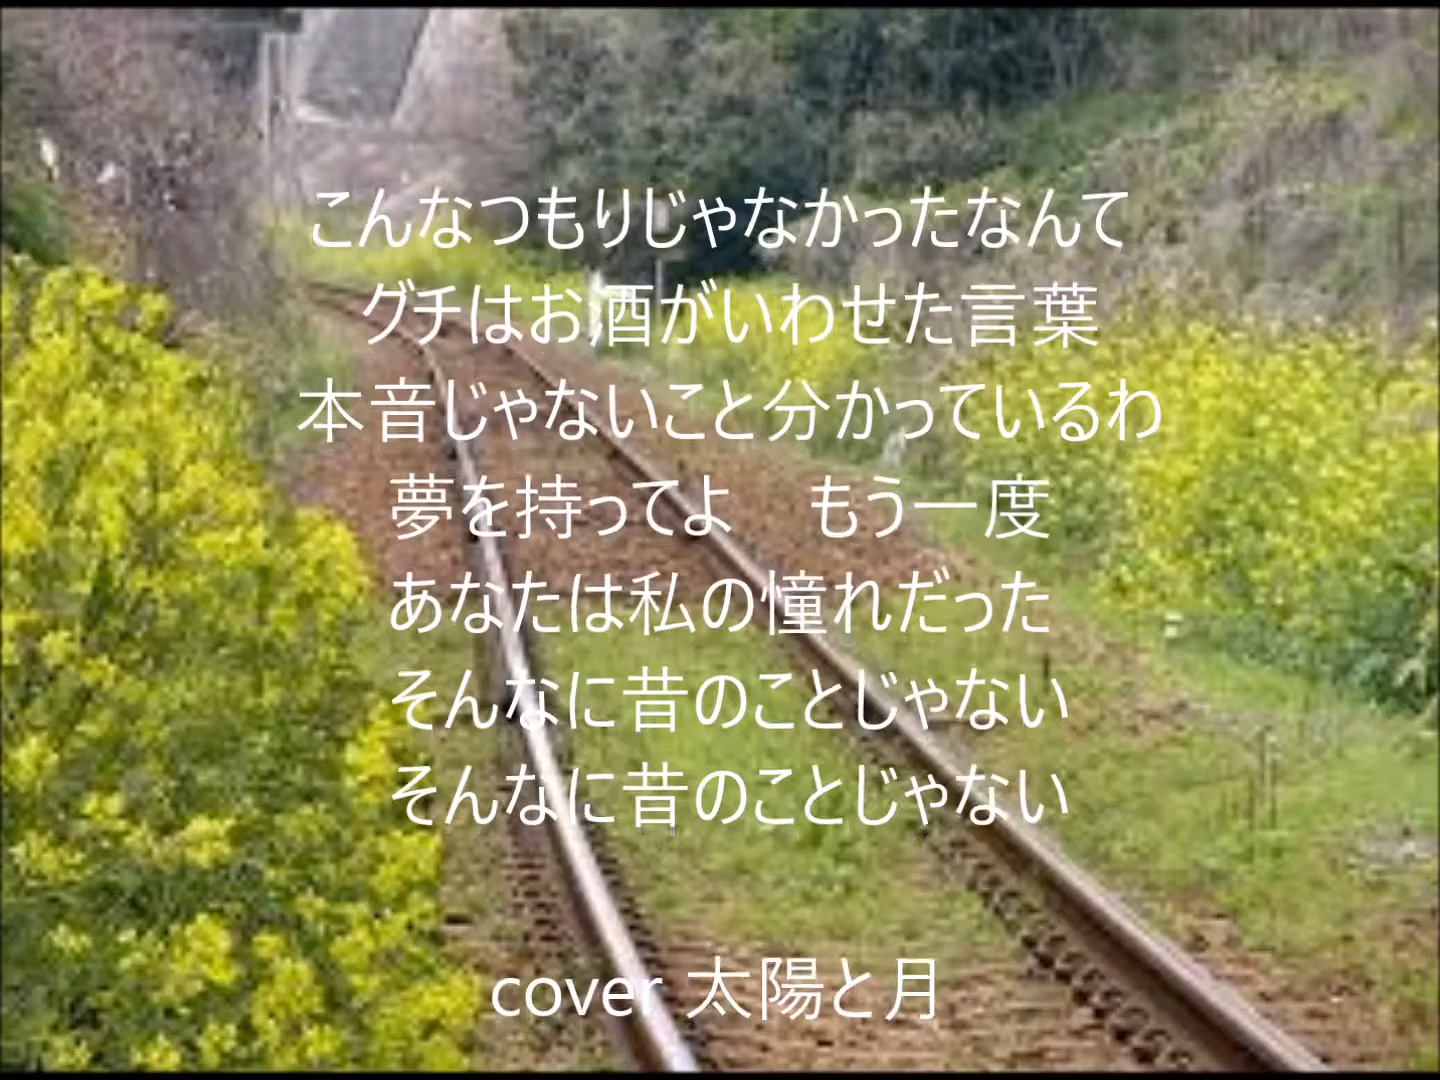 こんなつもりじゃなかったなんて
グチはお酒がいわせた言葉
本音じゃないこと分かっているわ
夢を持ってよ　もう一度
あなたは私の憧れだった
そんなに昔のことじゃない
そんなに昔のことじゃない
cover 太陽と月